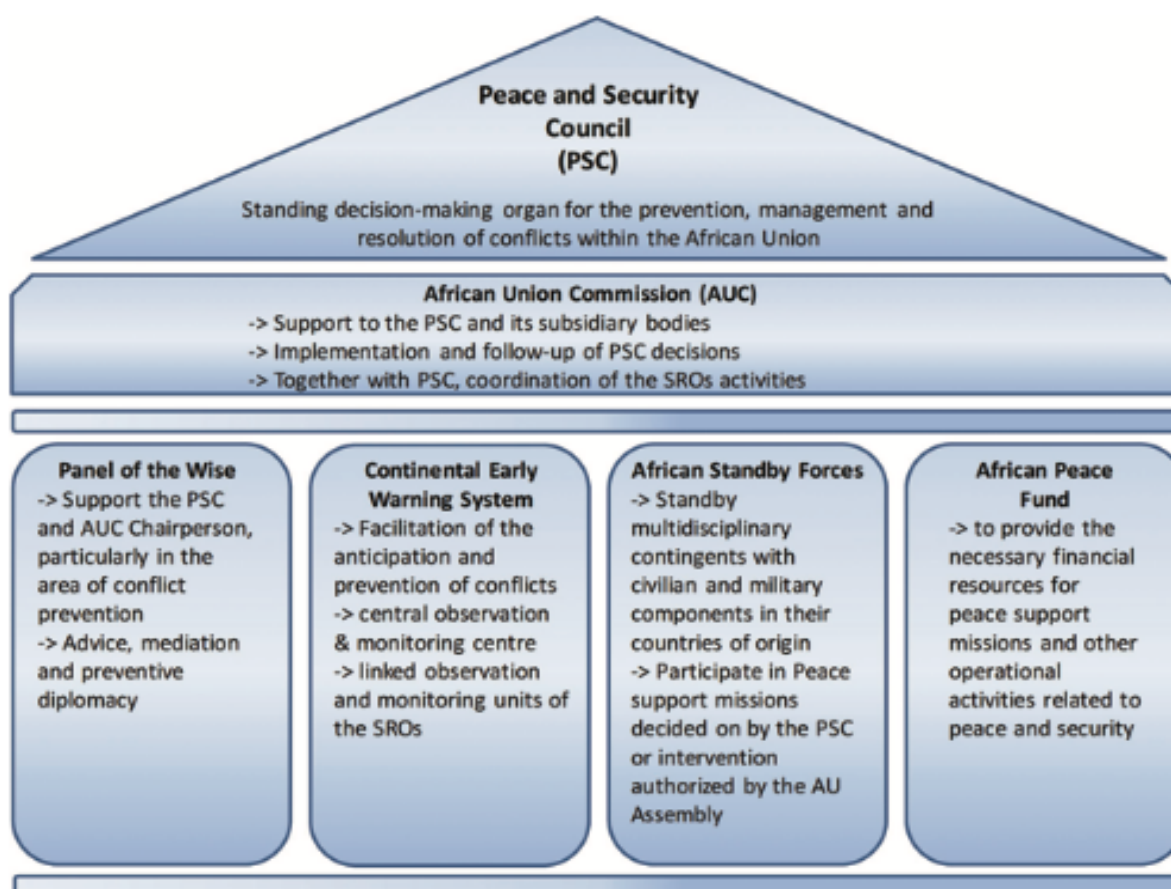 Peace and Security
Council
(PSC)
Standing decision-making organ for the prevention, management and
resolution of conflicts within the African Union
African Union Commission (AUC)
-> Support to the PSC and its subsidiary bodies
-> Implementation and follow-up of PSC decisions
-> Together with PSC, coordination of the SROs activities
Panel of the Wise
-> Support the PSC
and AUC Chairperson,
particularly in the
area of conflict
prevention
-> Advice, mediation
and preventive
diplomacy
Continental Early
Warning System
-> Facilitation of the
anticipation and
prevention of conflicts
-> central observation
& monitoring centre
-> linked observation
and monitoring units of
the SROs
African Standby Forces
-> Standby
multidisciplinary
contingents with
civilian and military
components in their
countries of origin
-> Participate in Peace
support missions
decided on by the PSC
or intervention
authorized by the AU
Assembly
African Peace
Fund
-> to provide the
necessary financial
resources for
peace support
missions and other
operational
activities related to
peace and security